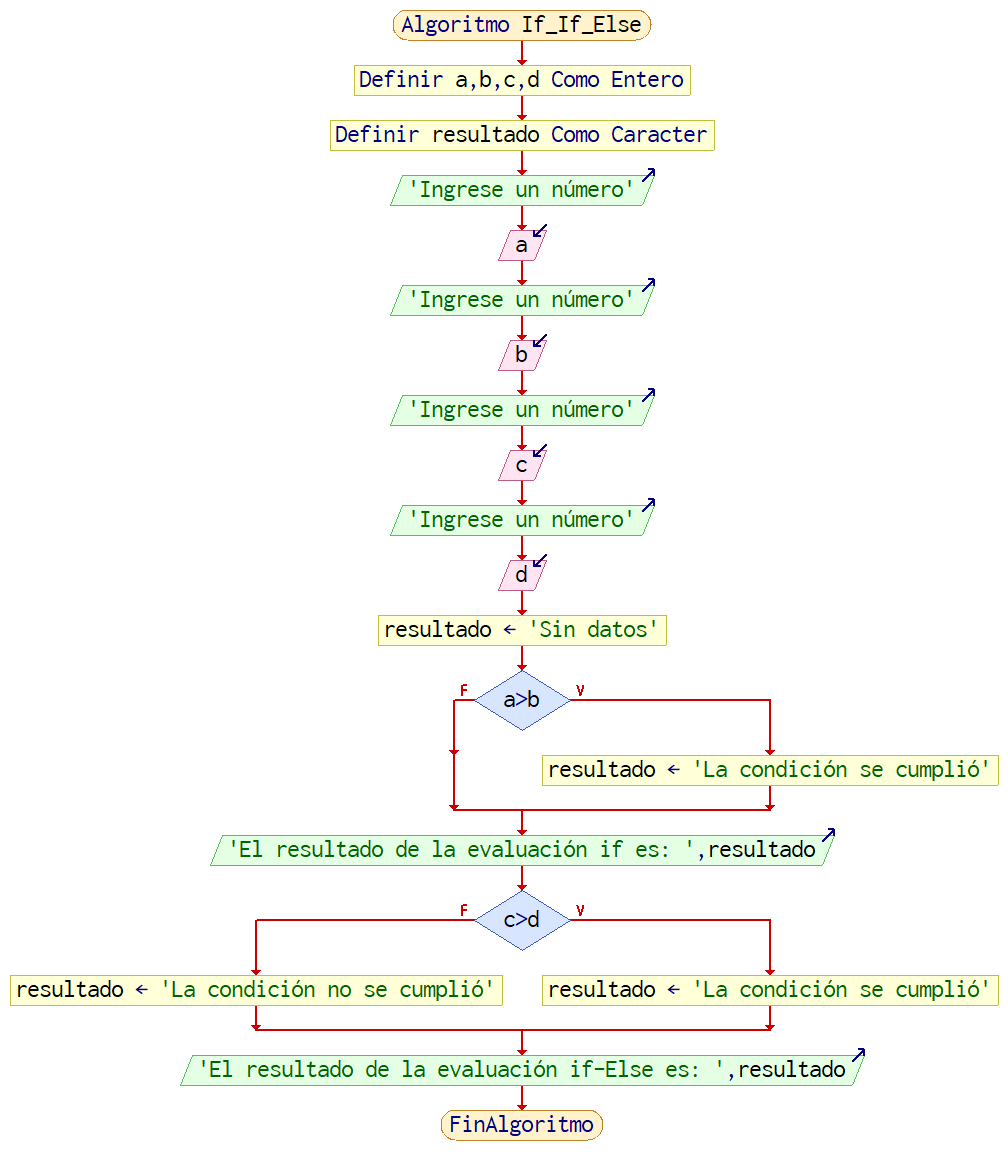 Algoritmo If_If_Else
Definir a,b,c,d Como Entero
Definir resultado Como Caracter
'Ingrese un número'
a
'Ingrese un número'
b
'Ingrese un número'
c
'Ingrese un número'
d
resultado ← 'Sin datos'
F
a>b
V
resultado ← 'La condición se cumplió'
'El resultado de la evaluación if es: ',resultado
F
c>d
V
resultado ← 'La condición no se cumplió'
resultado ← 'La condición se cumplió'
'El resultado de la evaluación if-Else es: ',resultado
FinAlgoritmo